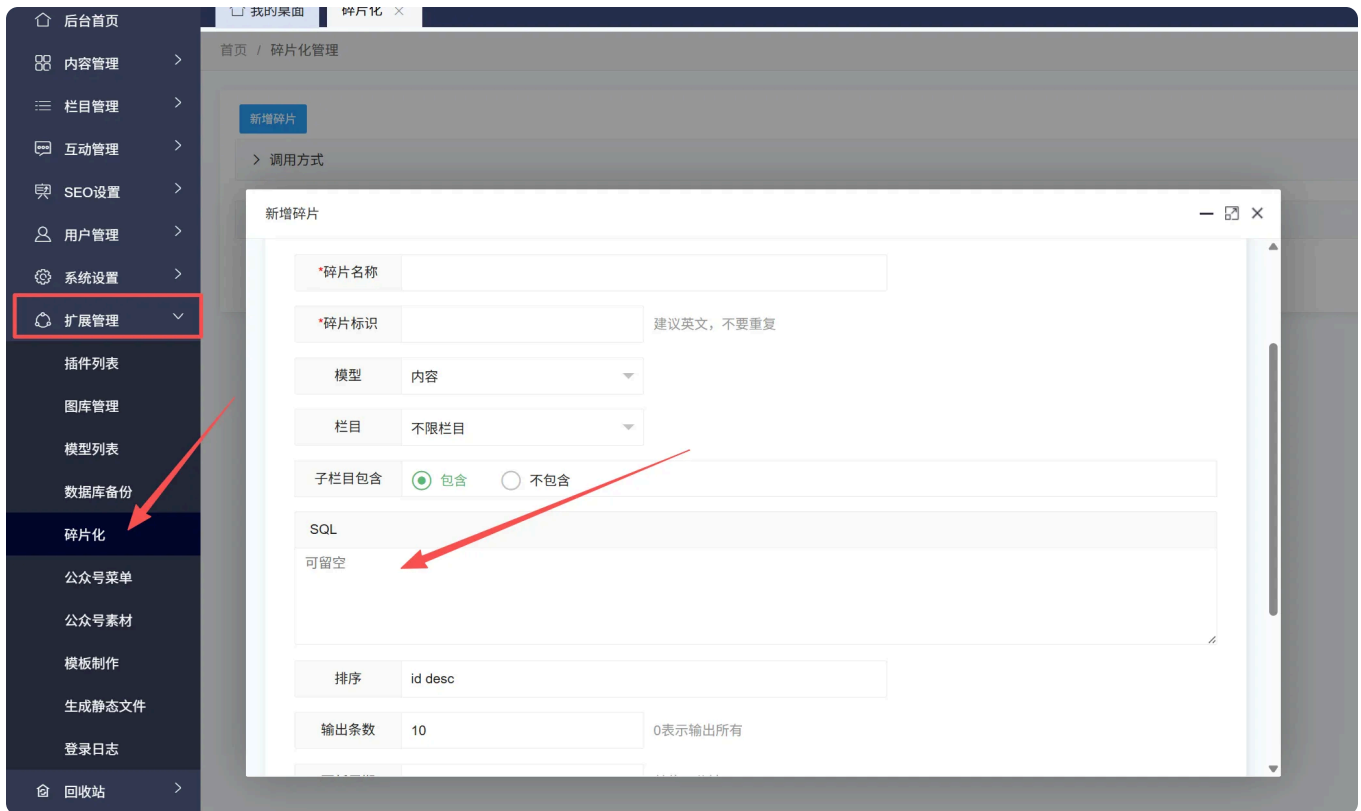 后台首页
内容管理
栏目管理
互动管理
SEO设置
用户管理
系统设置
扩展管理
插件列表
图库管理
模型列表
数据库备份
碎片化
公众号菜单
公众号素材
模板制作
生成静态文件
登录日志
回收站
我的桌面 碎片化
首页 / 碎片化管理
新增碎片
调用方式
新增碎片
*碎片名称
*碎片标识 建议英文，不要重复
模型 内容
栏目 不限栏目
子栏目包含 包含 不包含
SQL
可留空
排序 id desc
输出条数 10 0表示输出所有